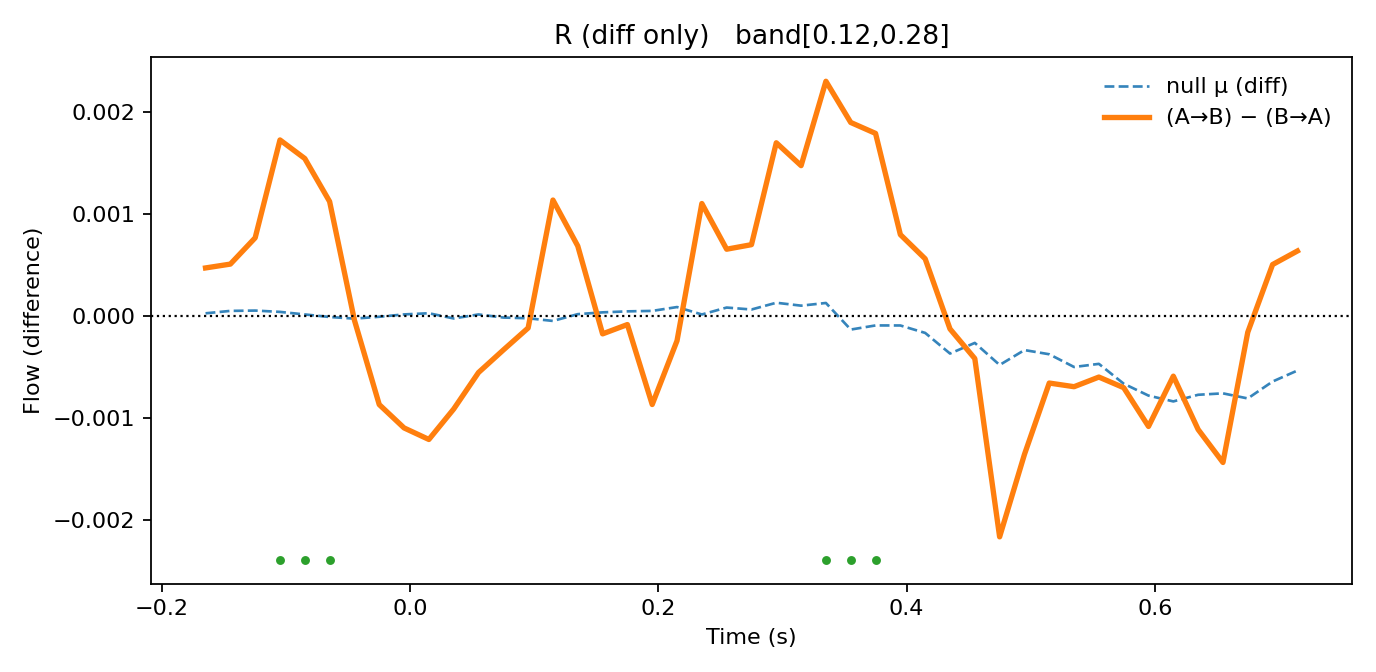 R (diff only)   band[0.12,0.28]
null μ (diff)
(A→B) − (B→A)
0.002
0.001
0.000
−0.001
−0.002
Flow (difference)
−0.2 0.0 0.2 0.4 0.6
Time (s)